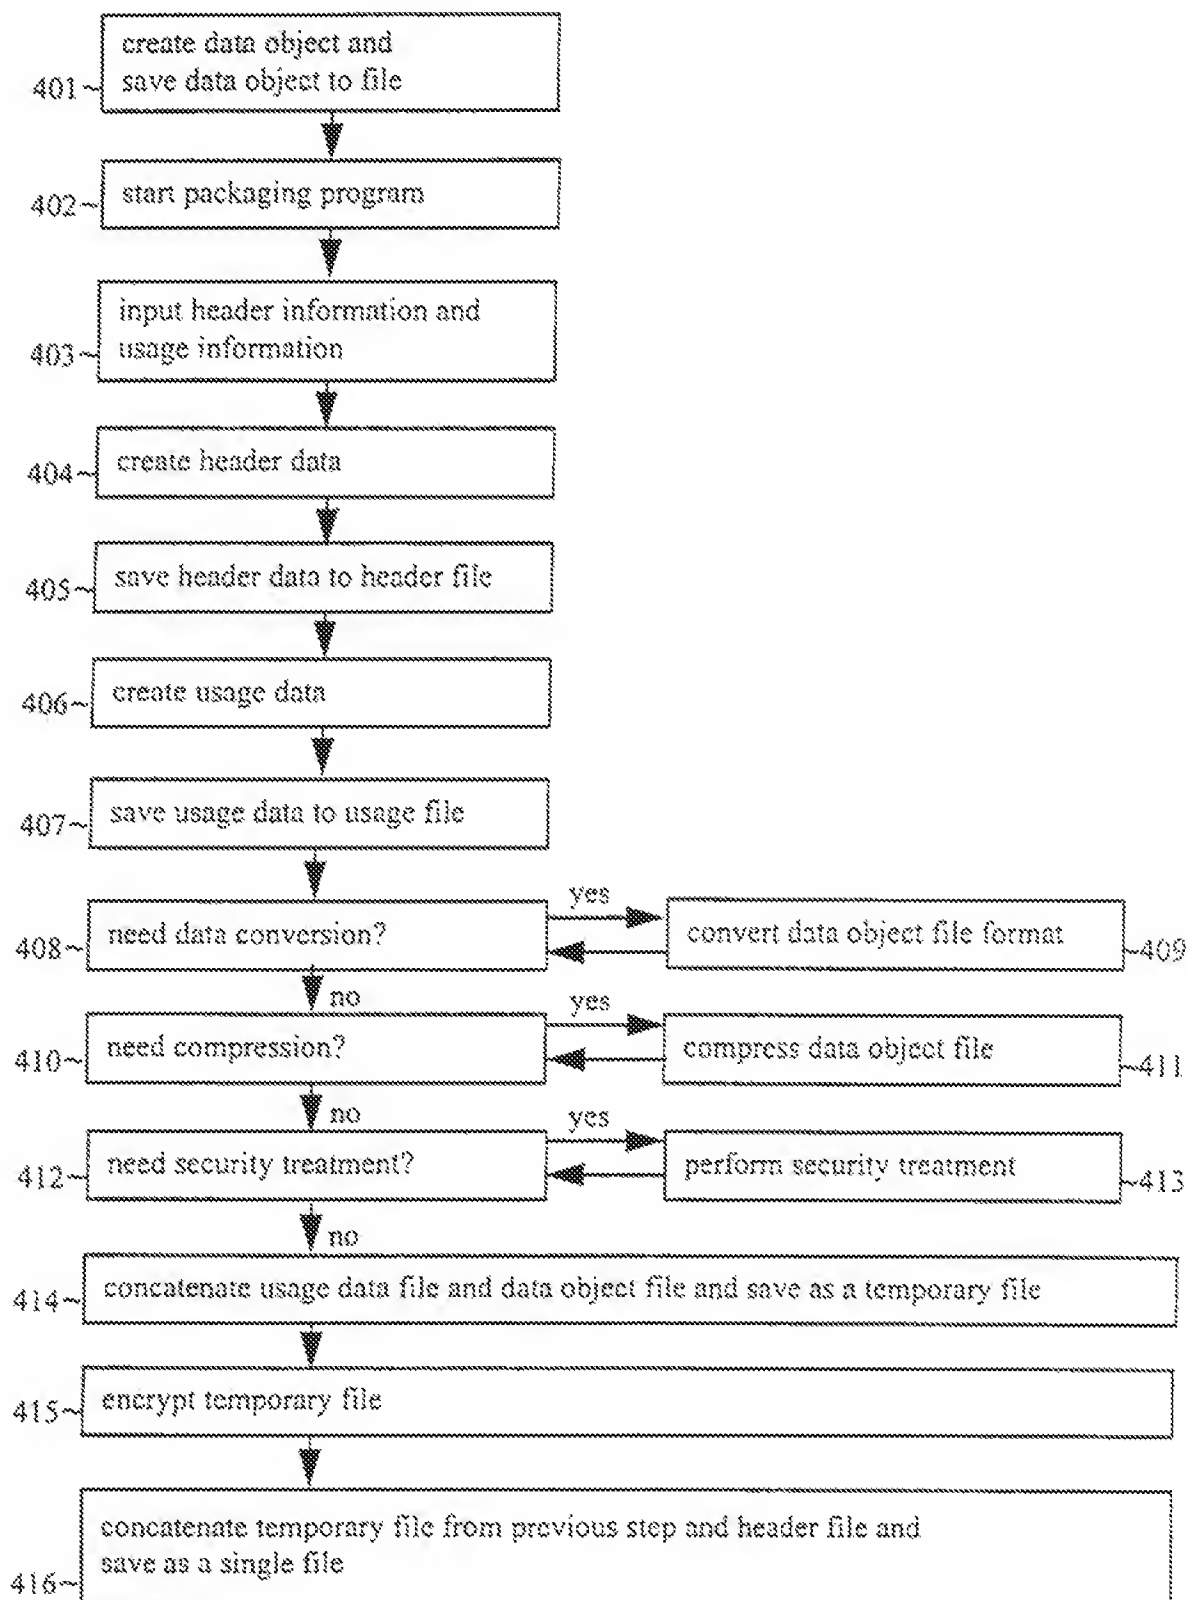 create data object and
save data object to file
401
start packaging program
402
input header information and
usage information
403
create header data
404
save header data to header file
405
create usage data
406
save usage data to usage file
407
need data conversion?
408
yes
convert data object file format
409
no
need compression?
410
yes
compress data object file
411
no
need security treatment?
412
yes
perform security treatment
413
no
concatenate usage data file and data object file and save as a temporary file
414
encrypt temporary file
415
concatenate temporary file from previous step and header file and
save as a single file
416